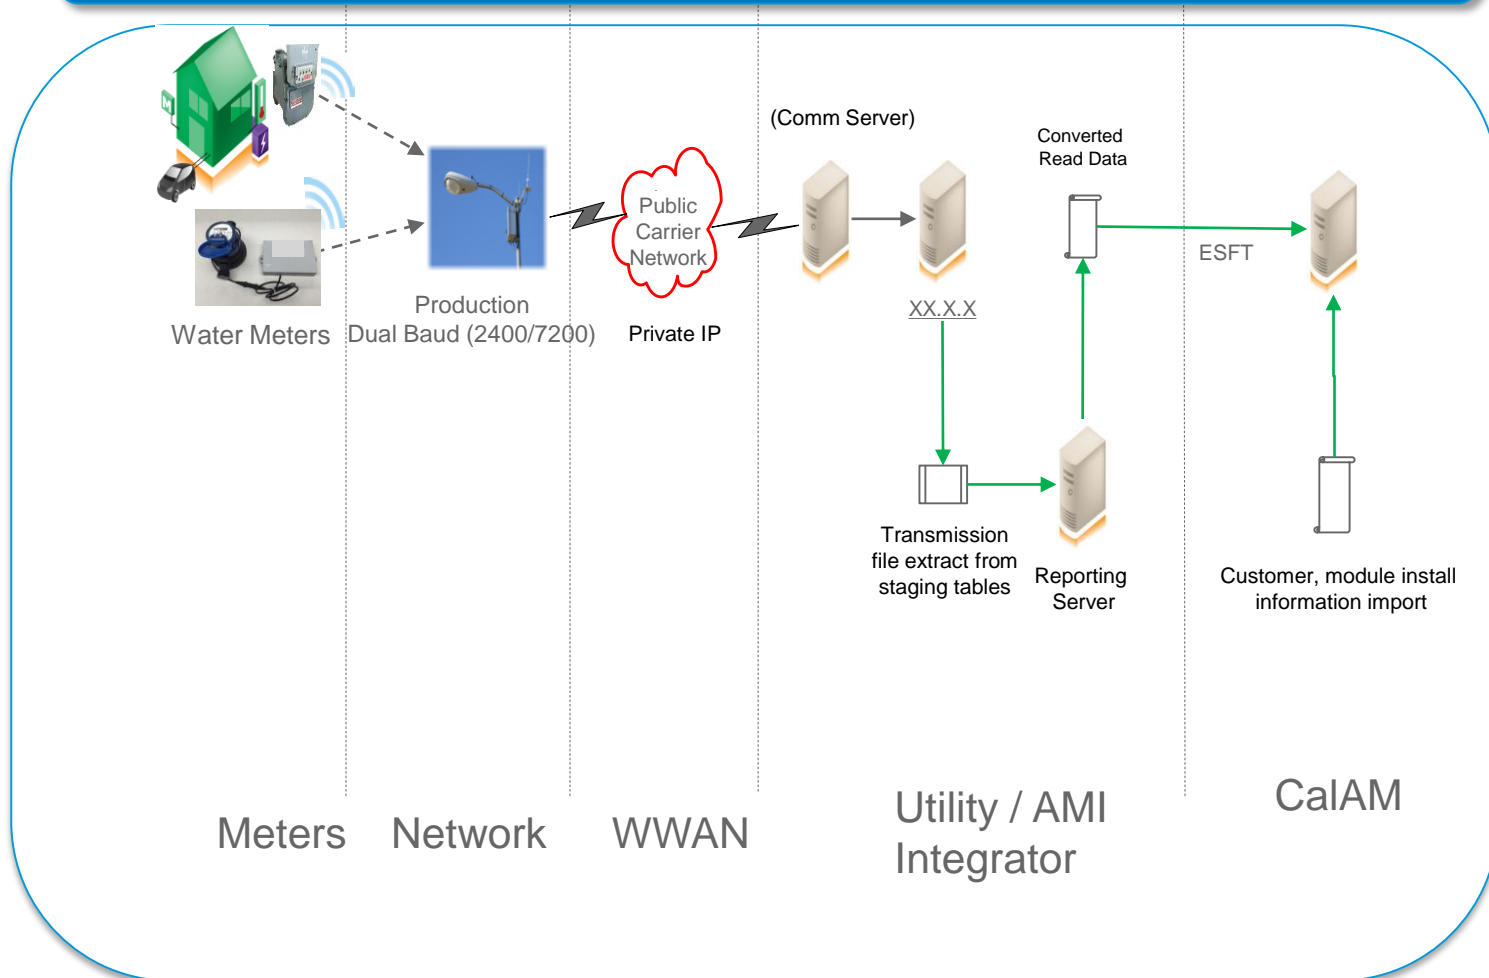 (Comm Server)
Converted
Read Data
M
Public
Carrier
Network
ESFT
Production
Dual Baud (2400/7200)
Water Meters
Private IP
XX.X.X
Transmission
file extract from
staging tables
Reporting
Server
Customer, module install
information import
Meters
Network
WWAN
Utility / AMI
Integrator
CalAM